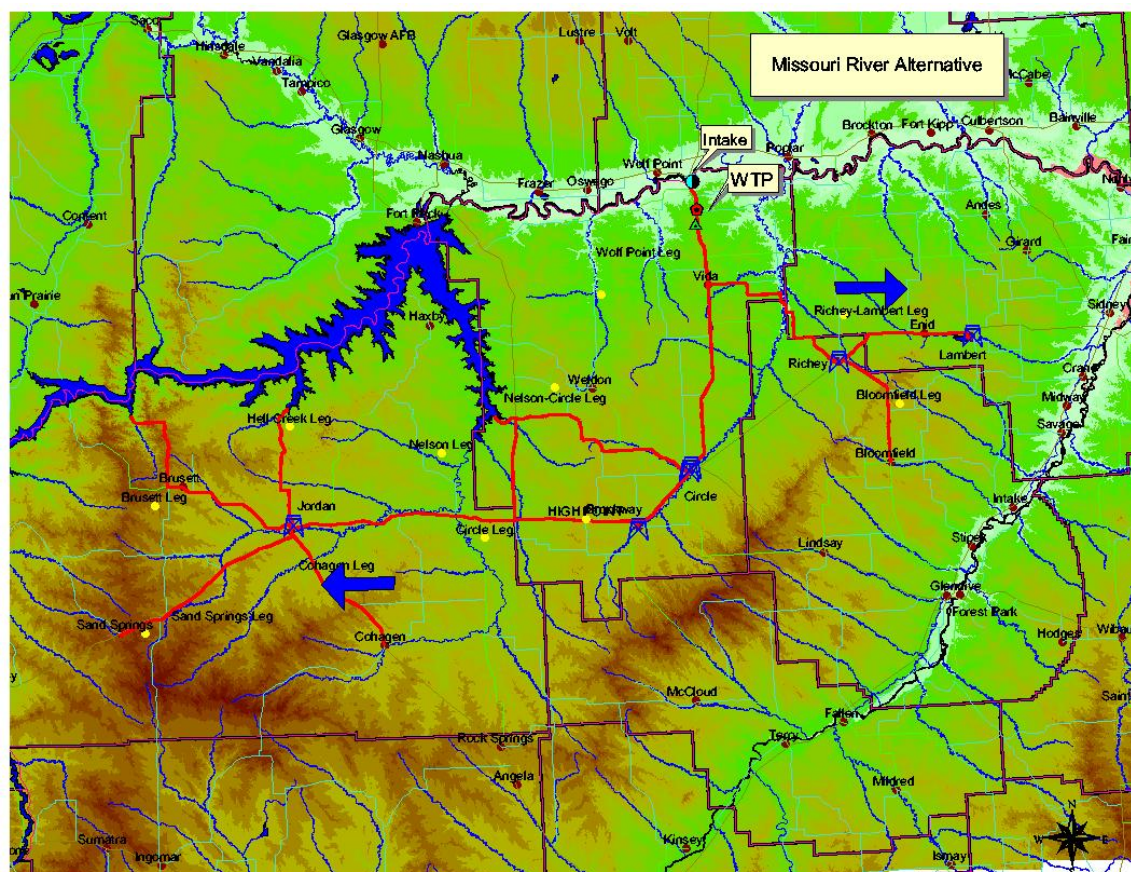 Saco
Hinsdale
Vandalia
Tampico
Glasgow AFB
Lustre
Volt
Missouri River Alternative
McCabe
Glasgow
Nashua
Frazer
Oswego
Wolf Point
Intake
WTP
Poplar
Brockton
Fort Kipp
Culbertson
Bainville
Content
Andes
Girard
Wolf Point Leg
Vida
Haxby
Richey-Lambert Leg
Enid
Lambert
Sidney
Richey
Crane
Weldon
Nelson-Circle Leg
Bloomfield Leg
Midway
Savage
Hell Creek Leg
Nelson Leg
Bloomfield
Brusett
Brusett Leg
Jordan
Circle
Intake
Circle Leg
Cohagen Leg
Lindsay
Stipek
Glendive
Forest Park
Sand Springs Leg
Sand Springs
Cohagen
Hodges
McCloud
Fallon
Terry
Rock Springs
Angela
Mildred
Sumatra
Ingomar
Kinsey
Ismay
N
E
S